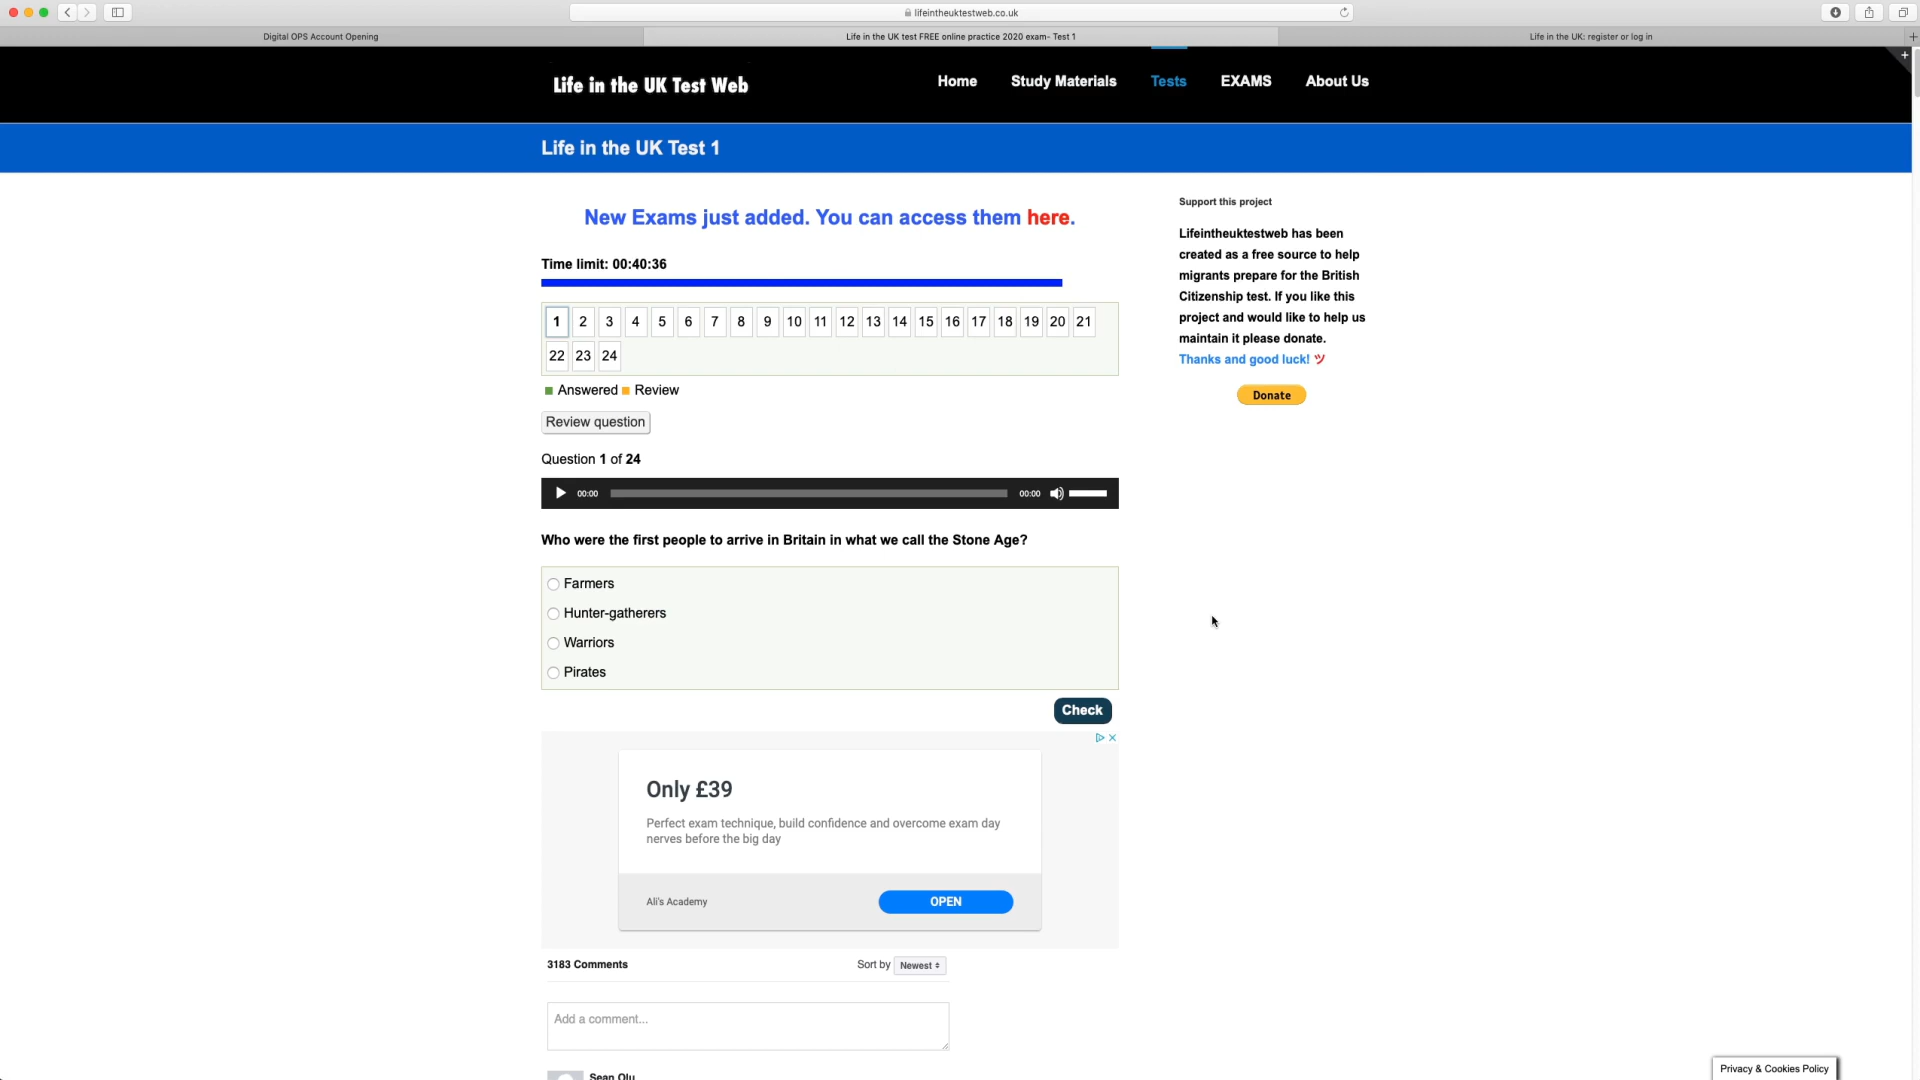 lifeintheuktestweb.co.uk
Digital OPS Account Opening
Life in the UK test FREE online practice 2020 exam- Test 1
Life in the UK: register or log in
Life in the UK Test Web
Home
Study Materials
Tests
EXAMS
About Us
Life in the UK Test 1
New Exams just added. You can access them here.
Time limit: 00:40:36
1 2 3 4 5 6 7 8 9 10 11 12 13 14 15 16 17 18 19 20 21
22 23 24
Answered Review
Review question
Question 1 of 24
00:00 00:00
Who were the first people to arrive in Britain in what we call the Stone Age?
Farmers
Hunter-gatherers
Warriors
Pirates
Check
Only £39
Perfect exam technique, build confidence and overcome exam day
nerves before the big day
Ali's Academy
OPEN
3183 Comments
Sort by Newest
Add a comment...
Sean Olu
Support this project
Lifeintheuktestweb has been
created as a free source to help
migrants prepare for the British
Citizenship test. If you like this
project and would like to help us
maintain it please donate.
Thanks and good luck! ツ
Donate
Privacy & Cookies Policy